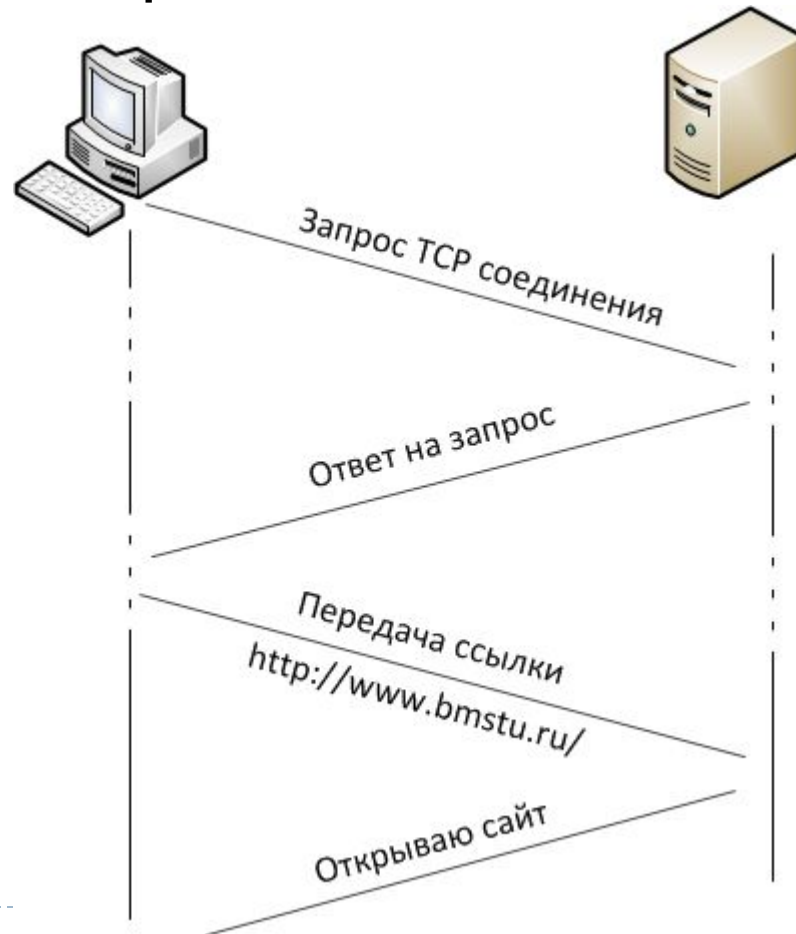 Запрос TCP соединения
Ответ на запрос
Передача ссылки
http://www.bmstu.ru/
Открываю сайт